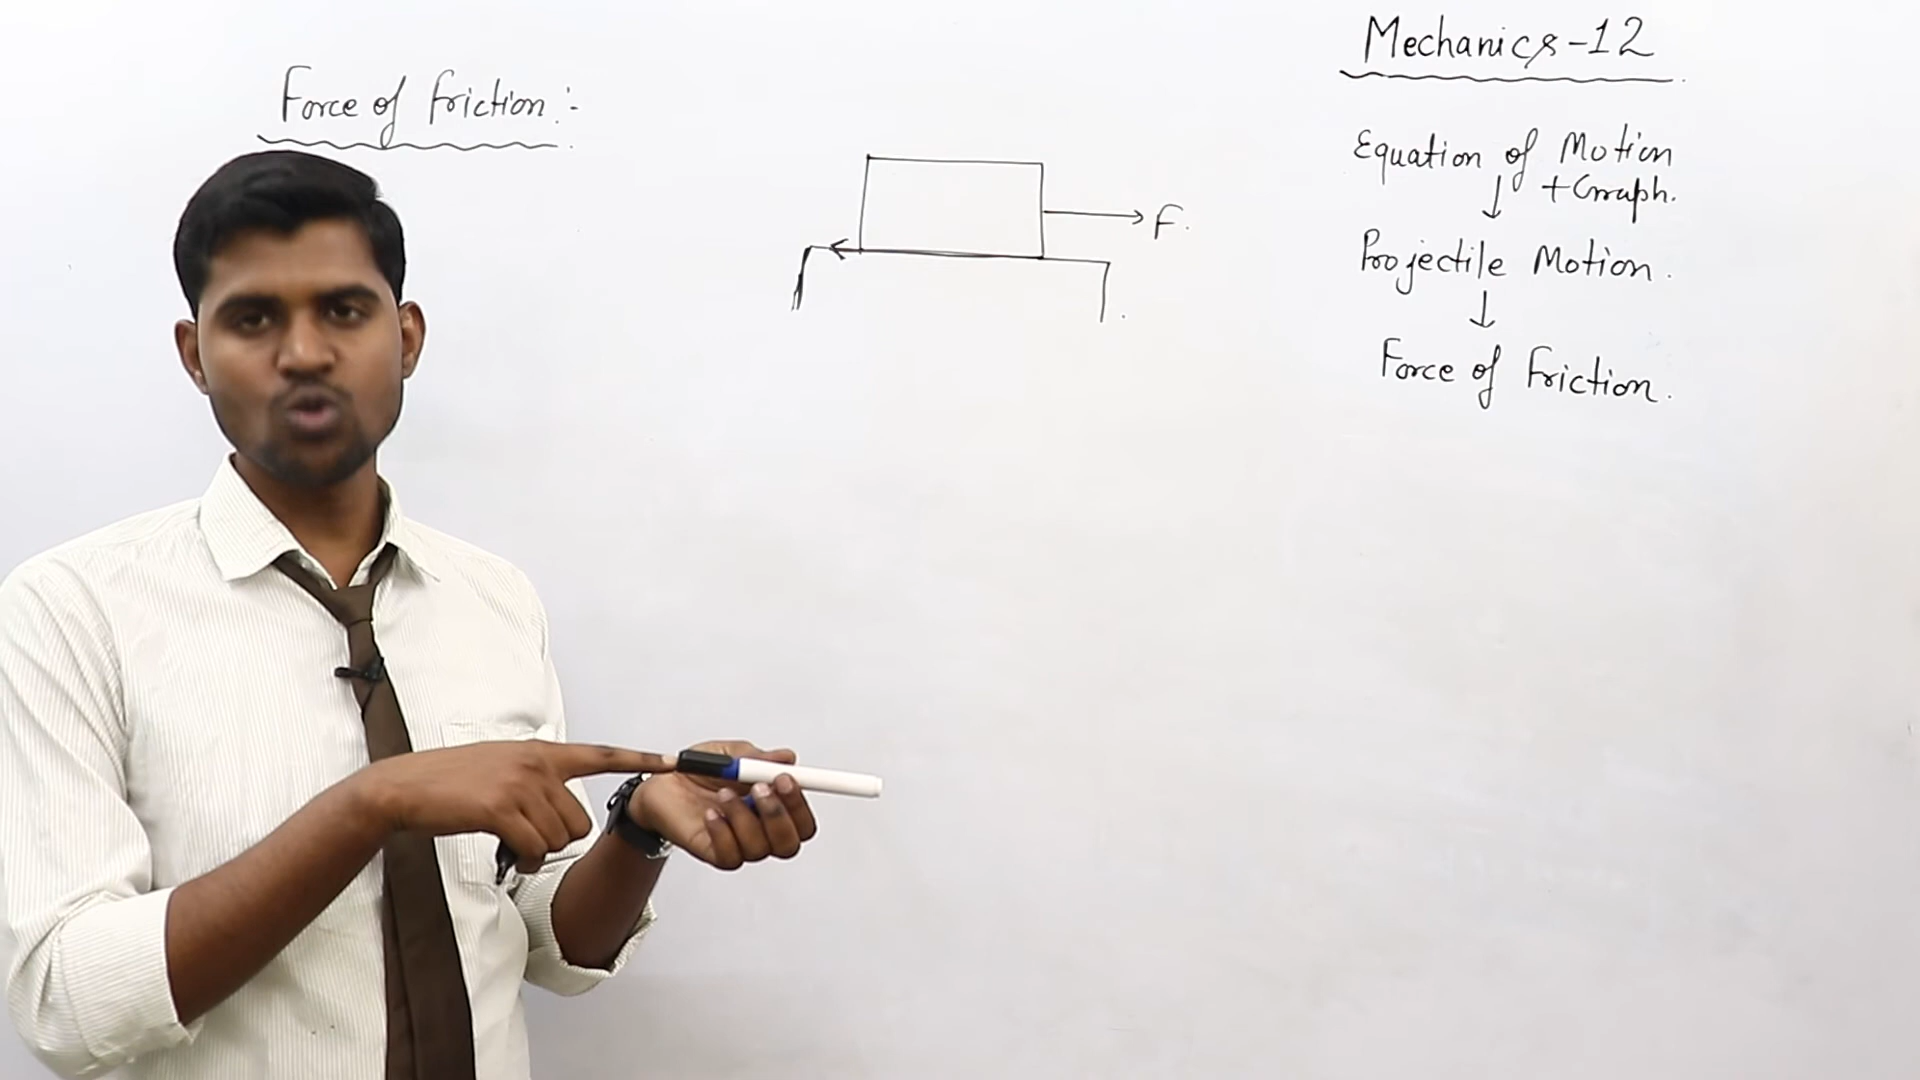 Force of friction:-
F.
Mechanics-12
Equation of Motion
+Graph.
Projectile Motion.
Force of Friction.